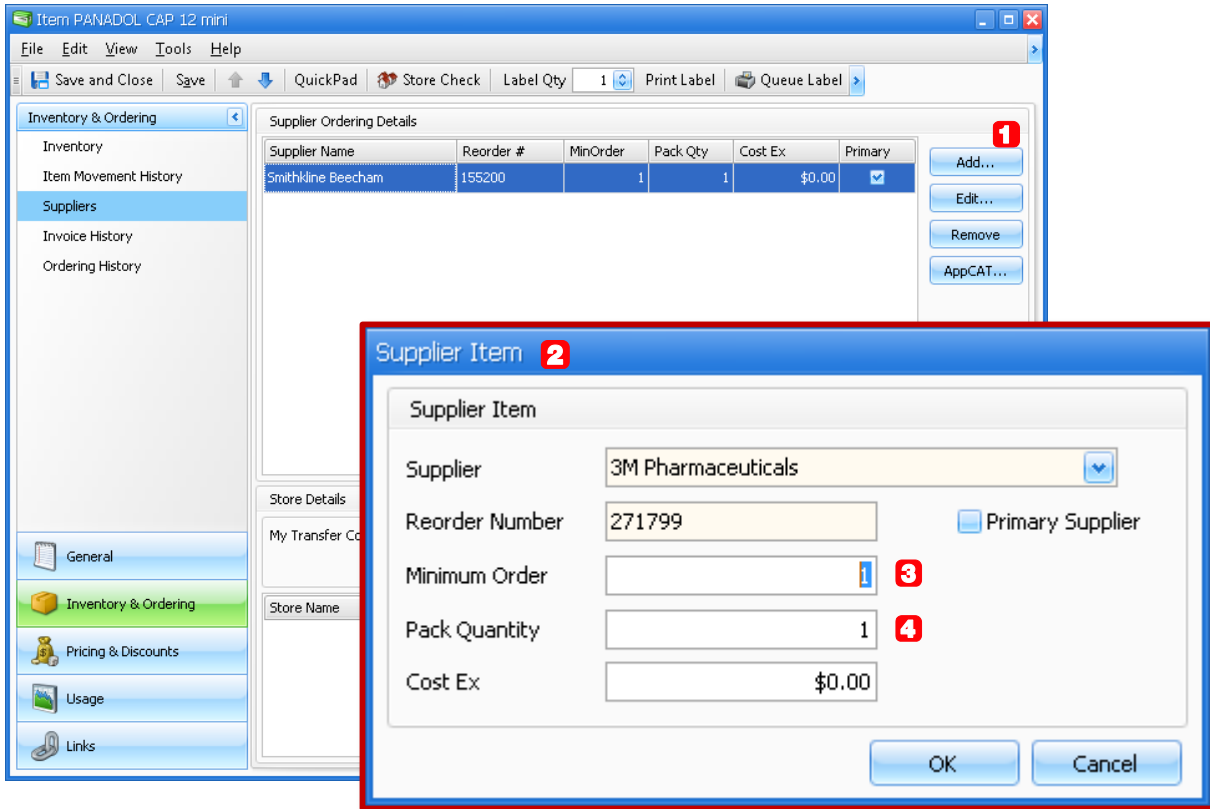 Item PANADOL CAP 12 mini
File Edit View Tools Help
Save and Close Save QuickPad Store Check Label Qty 1 Print Label Queue Label
Inventory & Ordering
Inventory
Item Movement History
Suppliers
Invoice History
Ordering History
General
Inventory & Ordering
Pricing & Discounts
Usage
Links
Supplier Ordering Details
1
Supplier Name Reorder # MinOrder Pack Qty Cost Ex Primary
Smithkline Beecham 155200 1 1 $0.00
Add...
Edit...
Remove
AppCAT...
Store Details
My Transfer Co
Store Name
Supplier Item 2
Supplier Item
Supplier 3M Pharmaceuticals
Reorder Number 271799 Primary Supplier
Minimum Order 1 3
Pack Quantity 1 4
Cost Ex $0.00
OK Cancel